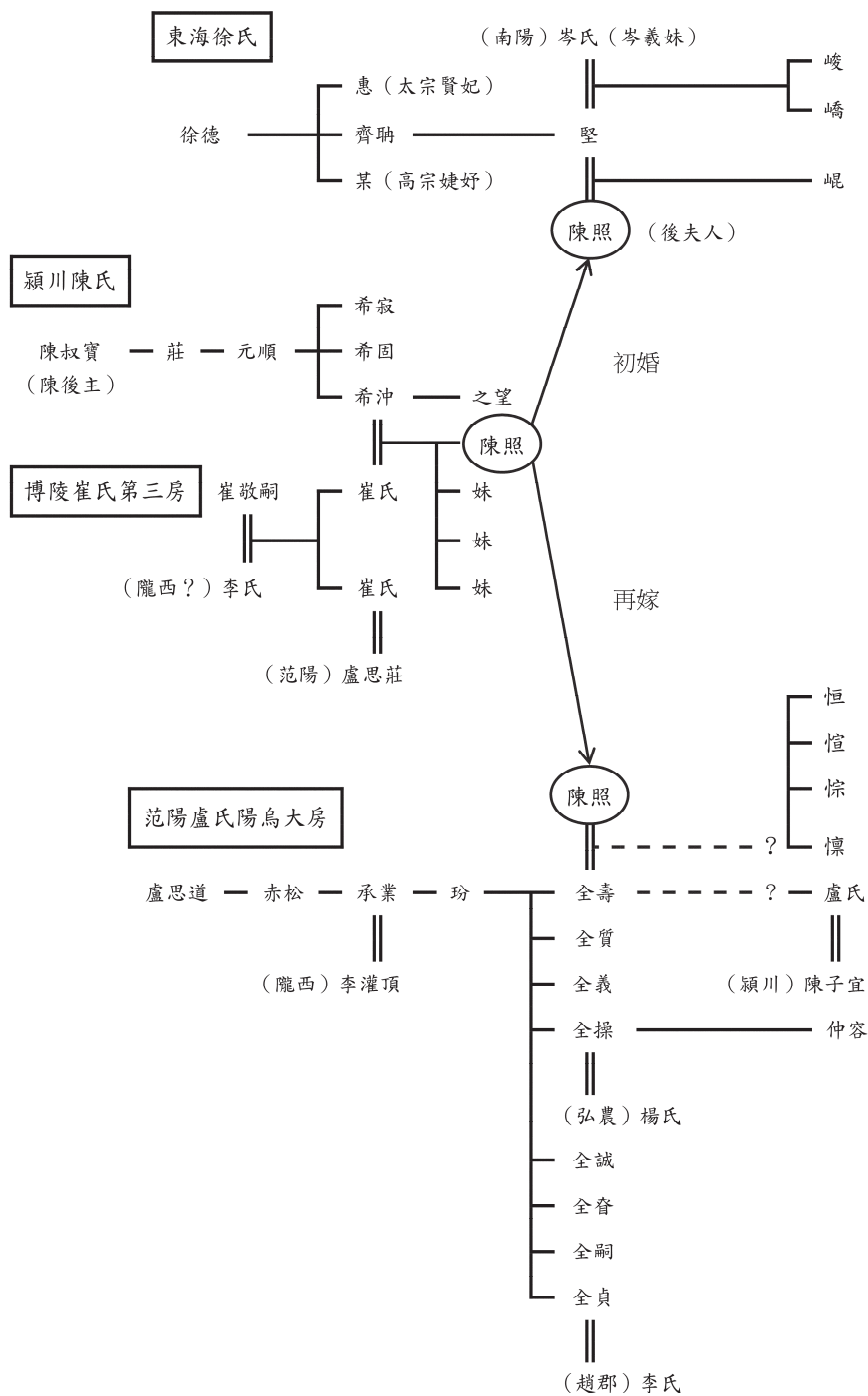 東海徐氏
(南陽)岑氏(岑羲妹)
峻
嶠
惠(太宗賢妃)
徐德
齊聃
堅
某(高宗婕妤)
崐
陳照
(後夫人)
潁川陳氏
希寂
陳叔寶
莊
元順
希固
初婚
(陳後主)
希沖
之望
陳照
博陵崔氏第三房
崔敬嗣
崔氏
妹
妹
(隴西?)李氏
崔氏
妹
再嫁
(范陽)盧思莊
恒
愃
陳照
悰
范陽盧氏陽烏大房
?
懍
盧思道
赤松
承業
玢
全壽
?
盧氏
全質
(隴西)李灌頂
全義
(潁川)陳子宜
全操
仲容
(弘農)楊氏
全誠
全眘
全嗣
全貞
(趙郡)李氏